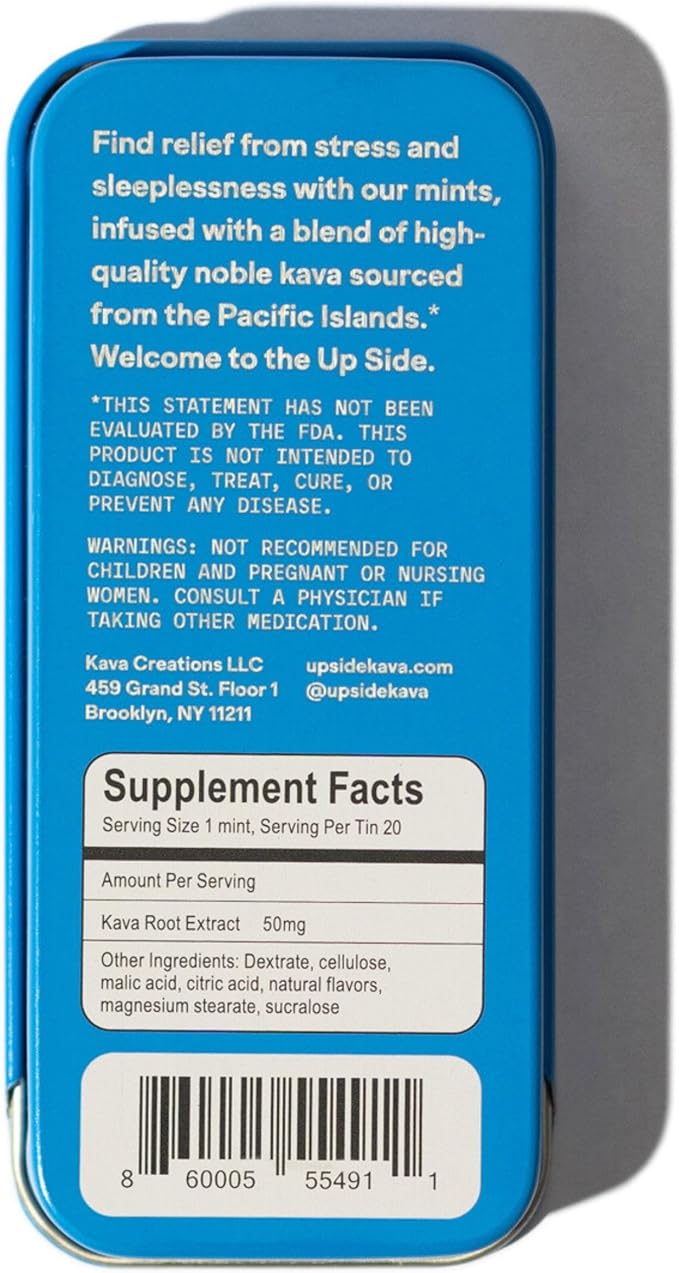 Find relief from stress and
sleeplessness with our mints,
infused with a blend of high-
quality noble kava sourced
from the Pacific Islands.*
Welcome to the Up Side.
*THIS STATEMENT HAS NOT BEEN
EVALUATED BY THE FDA. THIS
PRODUCT IS NOT INTENDED TO
DIAGNOSE, TREAT, CURE, OR
PREVENT ANY DISEASE.
WARNINGS: NOT RECOMMENDED FOR
CHILDREN AND PREGNANT OR NURSING
WOMEN. CONSULT A PHYSICIAN IF
TAKING OTHER MEDICATION.
Kava Creations LLC upsidekava.com
459 Grand St. Floor 1 @upsidekava
Brooklyn, NY 11211
Supplement Facts
Serving Size 1 mint, Serving Per Tin 20
Amount Per Serving
Kava Root Extract 50mg
Other Ingredients: Dextrate, cellulose,
malic acid, citric acid, natural flavors,
magnesium stearate, sucralose
8 60005 55491 1